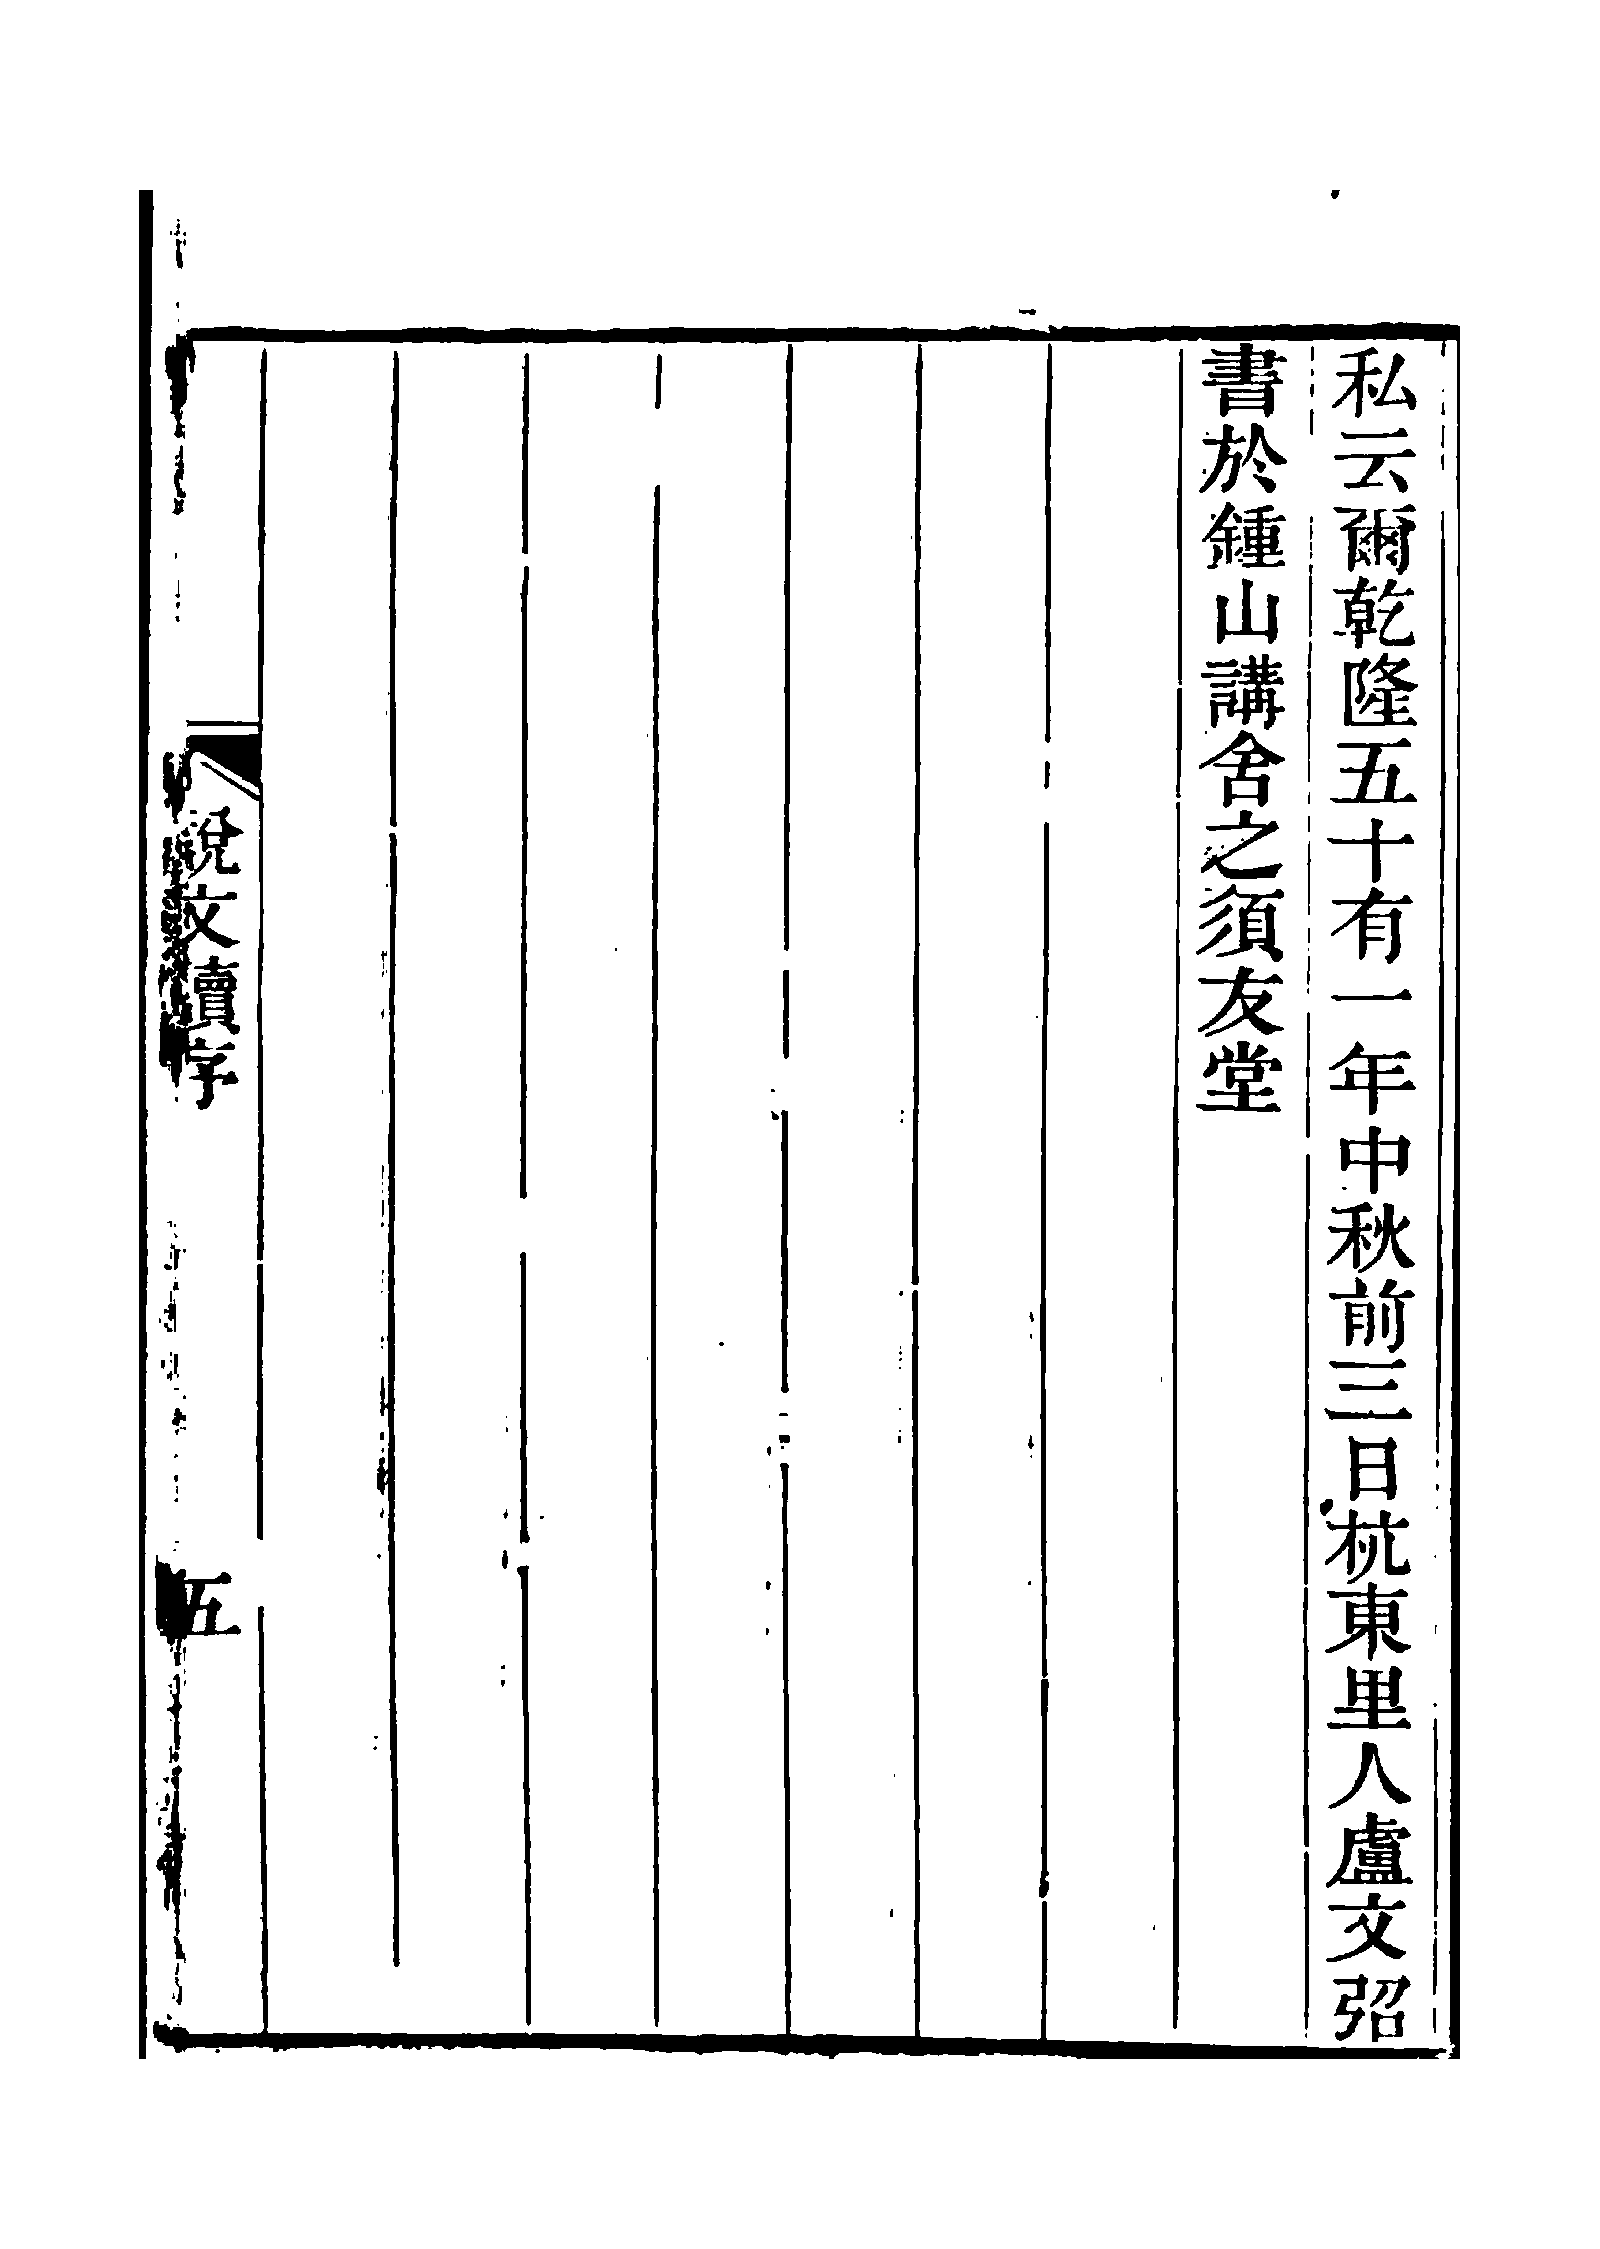 私云爾乾隆五十有一年中秋前三日杭東里人盧文弨
書於鍾山講舍之須友堂
說文讀序
五